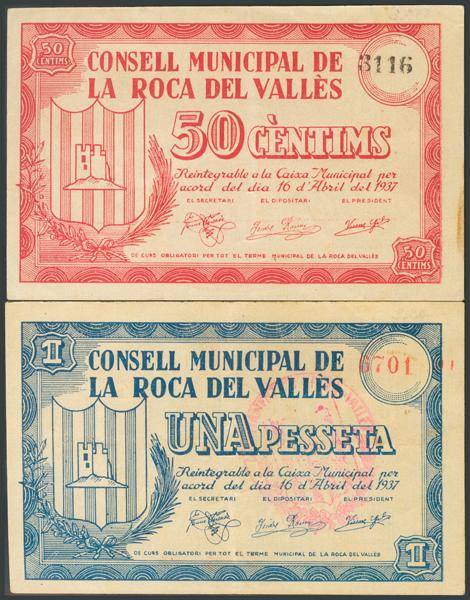 50
CÈNTIMS
CONSELL MUNICIPAL DE
LA ROCA DEL VALLÈS
3116
50 CÈNTIMS
Reintegrable a la Caixa Municipal per
acord del dia 16 d'Abril del 1937
EL SECRETARI EL DIPOSITARI EL PRESIDENT
50
CÈNTIMS
DE CURS OBLIGATORI PER TOT EL TERME MUNICIPAL DE LA ROCA DEL VALLÈS
1
CONSELL MUNICIPAL DE
LA ROCA DEL VALLÈS
6701
UNA PESSETA
Reintegrable a la Caixa Municipal per
acord del dia 16 d'Abril del 1937
EL SECRETARI EL DIPOSITARI EL PRESIDENT
1
DE CURS OBLIGATORI PER TOT EL TERME MUNICIPAL DE LA ROCA DEL VALLÈS